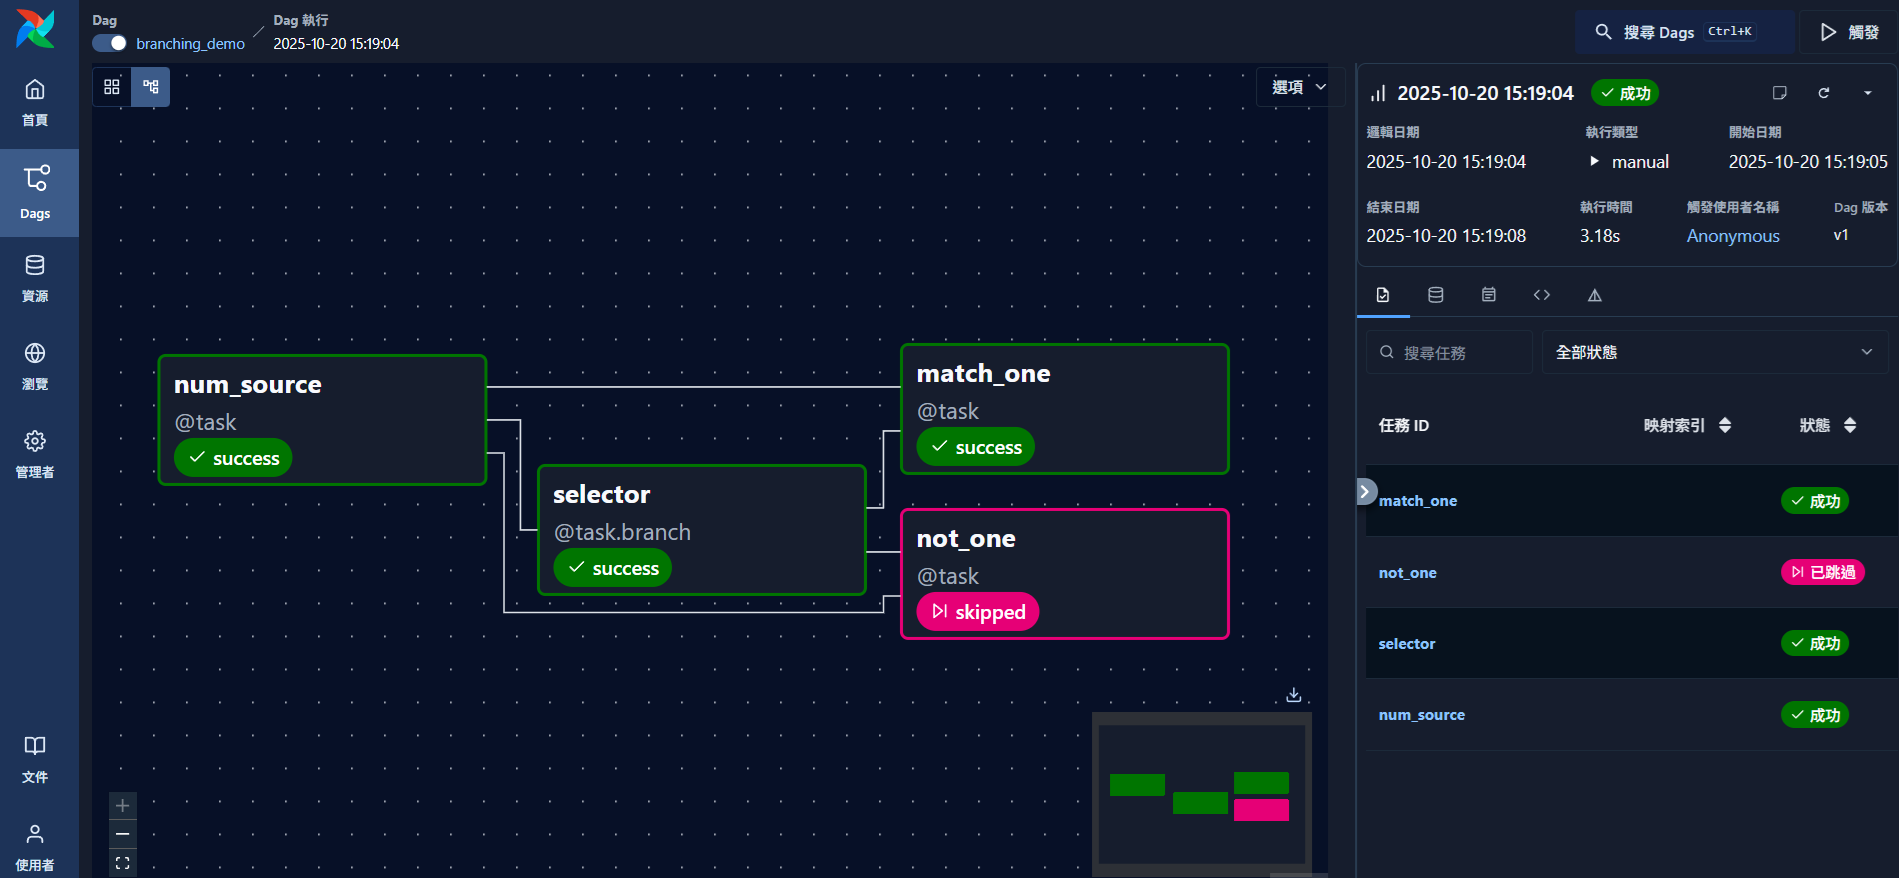 Dag
branching_demo
Dag 執行
2025-10-20 15:19:04
搜尋 Dags Ctrl+K
觸發
首頁
Dags
資源
瀏覽
管理者
文件
使用者
選項
num_source
@task
success
selector
@task.branch
success
match_one
@task
success
not_one
@task
skipped
2025-10-20 15:19:04 成功
邏輯日期 執行類型 開始日期
2025-10-20 15:19:04 manual 2025-10-20 15:19:05
結束日期 執行時間 觸發使用者名稱 Dag 版本
2025-10-20 15:19:08 3.18s Anonymous v1
搜尋任務 全部狀態
任務 ID 映射索引 狀態
match_one 成功
not_one 已跳過
selector 成功
num_source 成功